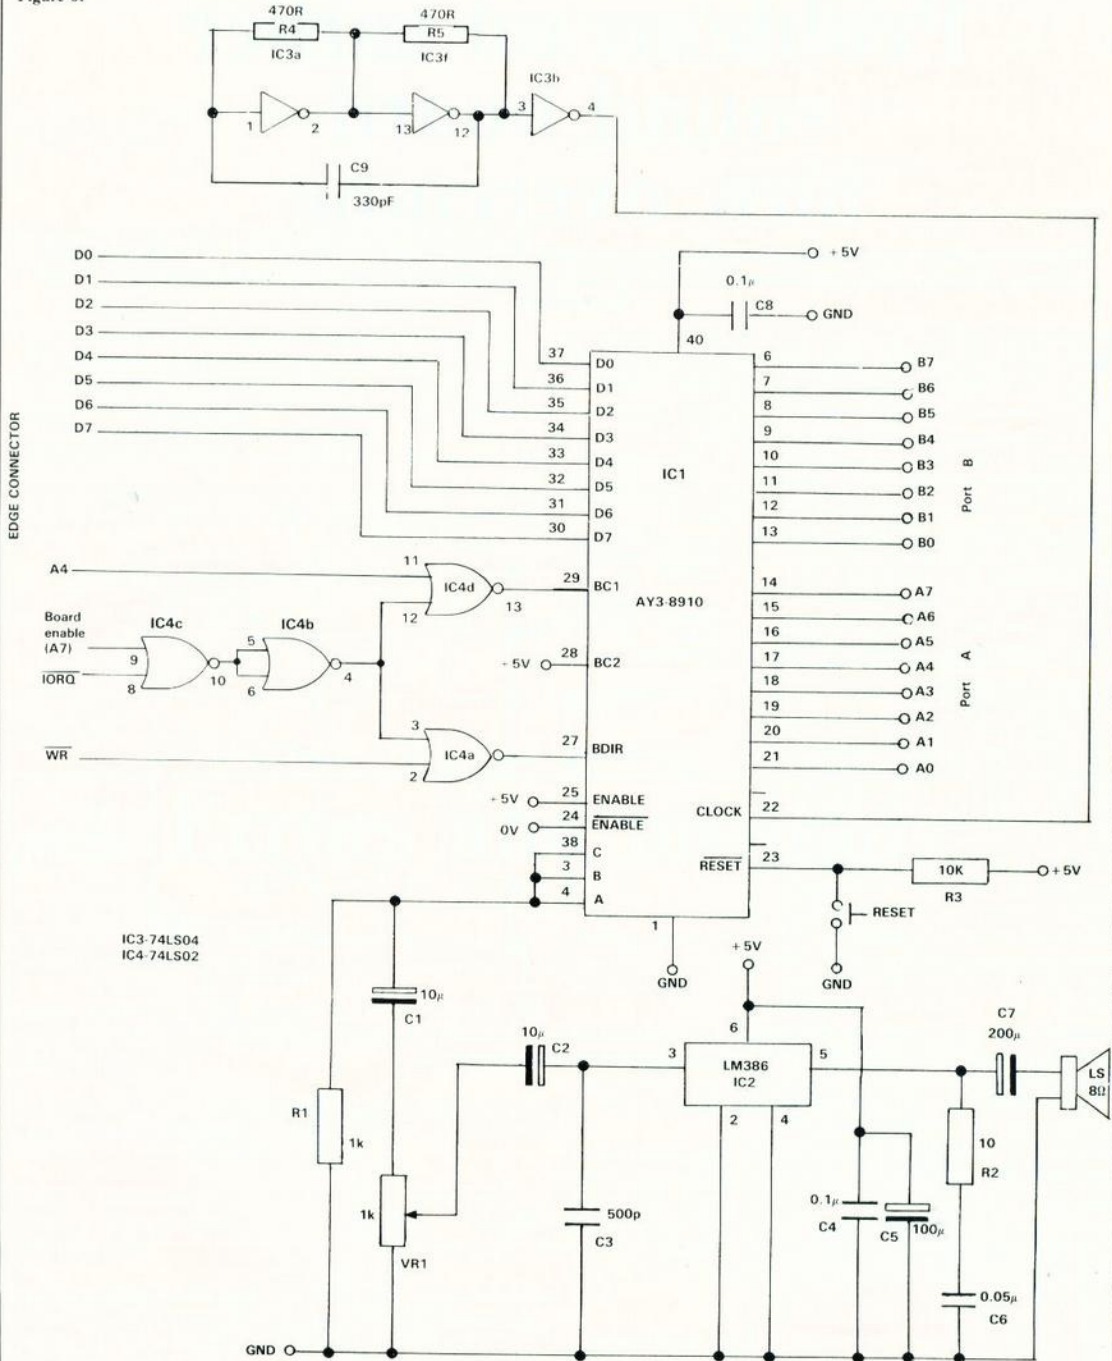 470R
R4
IC3a
470R
R5
IC3f
IC3b
1
2
13
12
3
4
C9
330pF
EDGE CONNECTOR
D0
D1
D2
D3
D4
D5
D6
D7
+5V
0.1µ
C8
GND
40
37 D0
36 D1
35 D2
34 D3
33 D4
32 D5
31 D6
30 D7
IC1
AY3-8910
6 B7
7 B6
8 B5
9 B4
10 B3
11 B2
12 B1
13 B0
Port B
14 A7
15 A6
16 A5
17 A4
18 A3
19 A2
20 A1
21 A0
Port A
A4
11
12
IC4d
13
29 BC1
Board
enable
(A7)
IORQ
9
8
IC4c
10
5
6
IC4b
4
5V
28 BC2
WR
3
2
IC4a
27 BDIR
5V
25 ENABLE
0V
24 ENABLE
38 C
3 B
4 A
CLOCK 22
RESET 23
10K
R3
+5V
RESET
GND
1
GND
IC3-74LS04
IC4-74LS02
10µ
C1
10µ
C2
R1
1k
1k
VR1
500p
C3
+5V
6
3
LM386
IC2
5
2
4
C7
200µ
LS
8Ω
10
R2
0.1µ
C4
C5
100µ
0.05µ
C6
GND